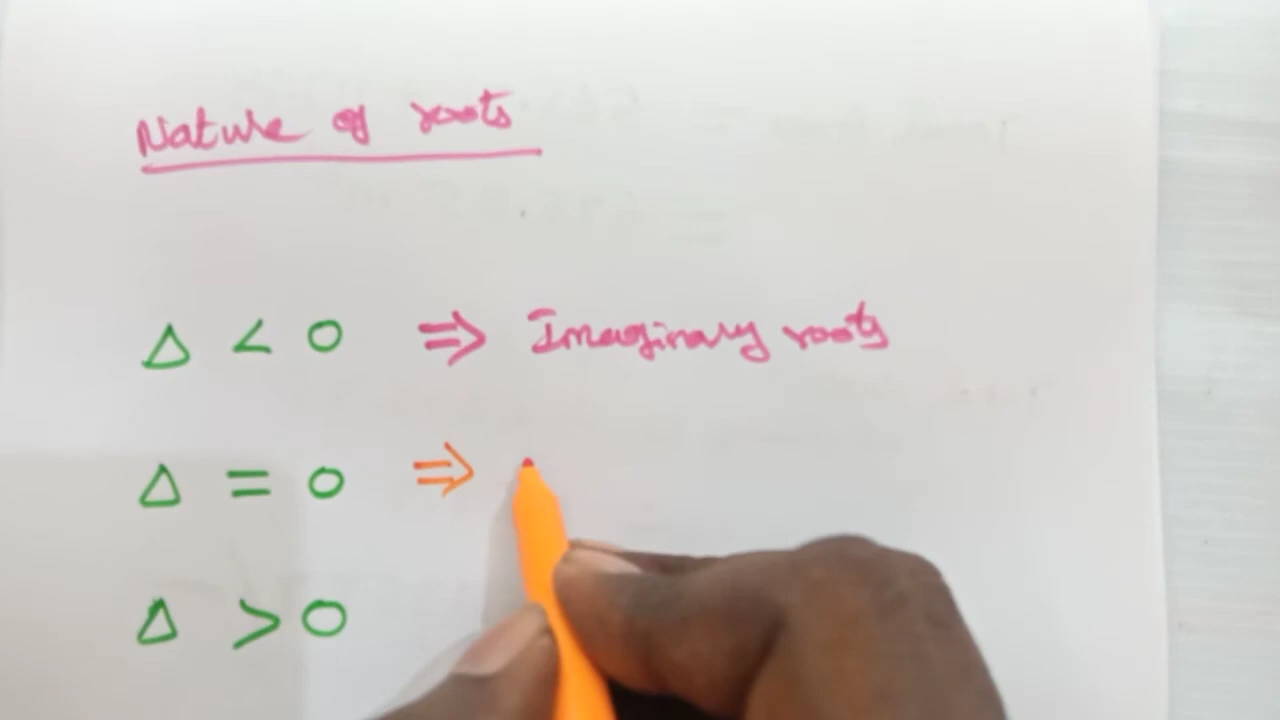 Nature of roots
Δ < 0 ⇒ Imaginary roots
Δ = 0 ⇒
Δ > 0